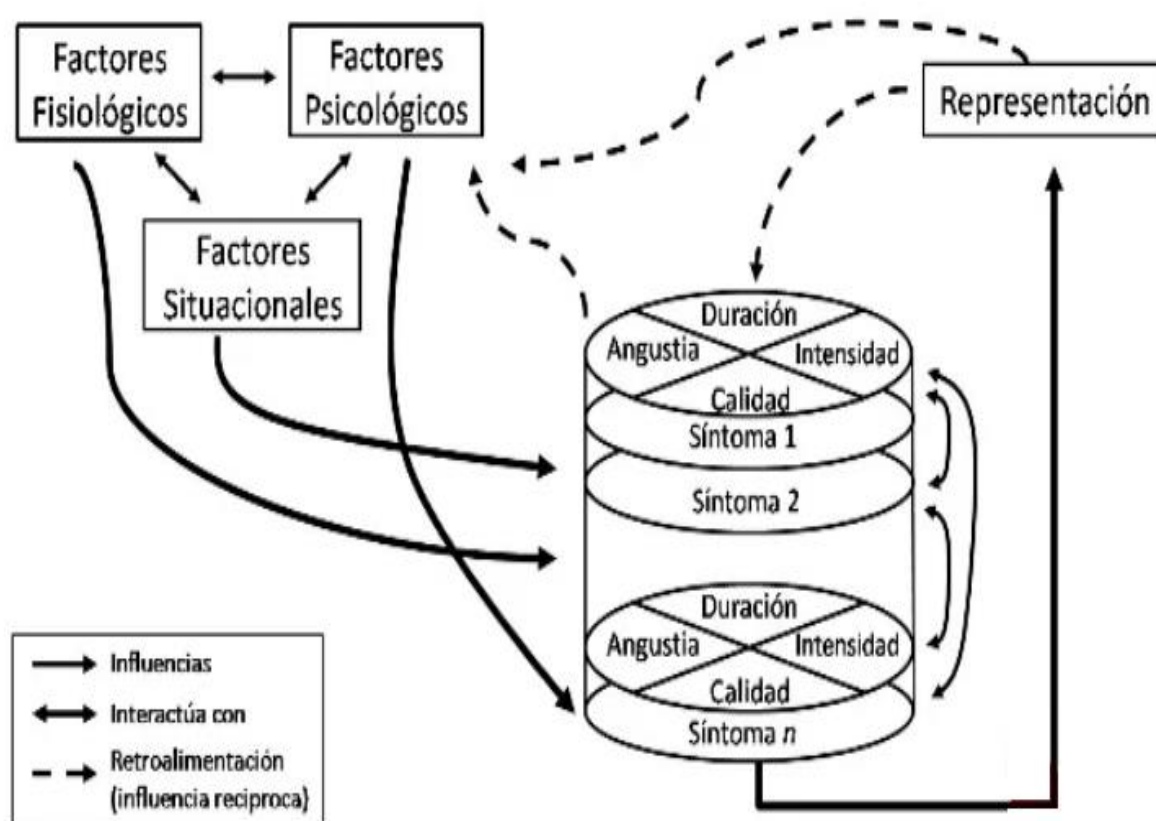 Factores
Fisiológicos
Factores
Psicológicos
Representación
Factores
Situacionales
Duración
Angustia
Intensidad
Calidad
Síntoma 1
Síntoma 2
Duración
Angustia
Intensidad
Calidad
Síntoma n
Influencias
Interactúa con
Retroalimentación
(influencia reciproca)